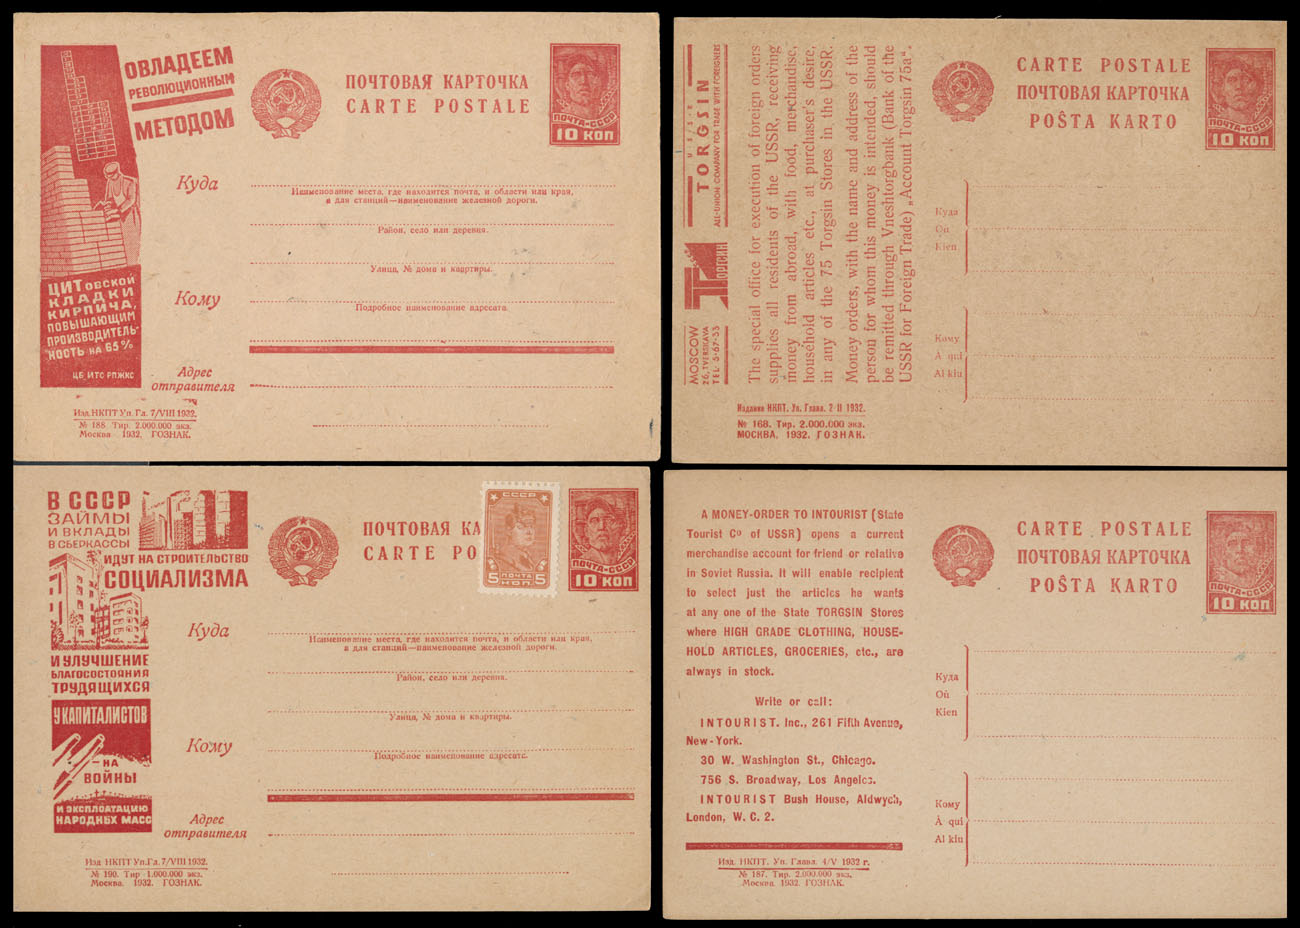 ОВЛАДЕЕМ
РЕВОЛЮЦИОННЫМ
МЕТОДОМ
ПОЧТОВАЯ КАРТОЧКА
CARTE POSTALE
ПОЧТА-СССР
10 КОП
Куда
Наименование места, где находится почта, и области или края,
а для станций—наименование железной дороги.
Район, село или деревня.
Улица, № дома и квартиры.
Кому
Подробное наименование адресата.
ЦИТОВСКОЙ
КЛАДКИ
КИРПИЧА,
ПОВЫШАЮЩИМ
ПРОИЗВОДИТЕЛЬ-
НОСТЬ НА 65%
ЦБ ИТС РПЖКС
Адрес
отправителя
Изд. НКПТ Уп. Гл. 7/VIII 1932.
№ 188. Тир. 2.000.000 экз.
Москва 1932. ГОЗНАК.
U/S/S/R
TORGSIN
ALL-UNION COMPANY FOR TRADE WITH FOREIGNERS
ТОРГСИН
MOSCOW
26, TVERSKAYA
TEL. 5-67-53
The special office for execution of foreign orders
supplies all residents of the USSR, receiving
money from abroad, with food, merchandise,
household articles etc., at purchaser's desire,
in any of the 75 Torgsin Stores in the USSR.
Money orders, with the name and address of the
person for whom this money is intended, should
be remitted through Vneshtorgbank (Bank of the
USSR for Foreign Trade) „Account Torgsin 75a“.
CARTE POSTALE
ПОЧТОВАЯ КАРТОЧКА
POŜTA KARTO
ПОЧТА-СССР
10 КОП
Куда
Où
Kien
Кому
À qui
Al kiu
Издание НКПТ. Уп. Главл. 2 II 1932.
№ 168. Тир. 2.000.000 экз.
МОСКВА. 1932. ГОЗНАК.
В СССР
ЗАЙМЫ
И ВКЛАДЫ
В СБЕРКАССЫ
ИДУТ НА СТРОИТЕЛЬСТВО
СОЦИАЛИЗМА
ПОЧТОВАЯ КА
CARTE PO
СССР
5 ПОЧТА 5
КОП.
ПОЧТА-СССР
10 КОП
Куда
Наименование места, где находится почта, и области или края,
а для станций—наименование железной дороги.
Район, село или деревня.
И УЛУЧШЕНИЕ
БЛАГОСОСТОЯНИЯ
ТРУДЯЩИХСЯ
У КАПИТАЛИСТОВ
Улица, № дома и квартиры.
Кому
Подробное наименование адресата.
—НА
ВОЙНЫ
И ЭКСПЛОАТАЦИЮ
НАРОДНЫХ МАСС
Адрес
отправителя
Изд. НКПТ Уп.Гл. 7/VIII 1932.
№ 190. Тир 1.000.000 экз.
Москва. 1932. ГОЗНАК.
A MONEY-ORDER TO INTOURIST (State
Tourist Co of USSR) opens a current
merchandise account for friend or relative
in Soviet Russia. It will enable recipient
to select just the articles he wants
at any one of the State TORGSIN Stores
where HIGH GRADE CLOTHING, HOUSE-
HOLD ARTICLES, GROCERIES, etc., are
always in stock.
Write or call:
INTOURIST. Inc., 261 Fifth Avenue,
New-York.
30 W. Washington St., Chicago.
756 S. Broadway, Los Angeles.
INTOURIST Bush House, Aldwych,
London, W. C. 2.
Изд. НКПТ. Уп. Главл. 4/V 1932 г.
№ 187. Тир. 2.000.000 экз.
Москва 1932. ГОЗНАК.
CARTE POSTALE
ПОЧТОВАЯ КАРТОЧКА
POŜTA KARTO
ПОЧТА-СССР
10 КОП
Куда
Où
Kien
Кому
À qui
Al kiu